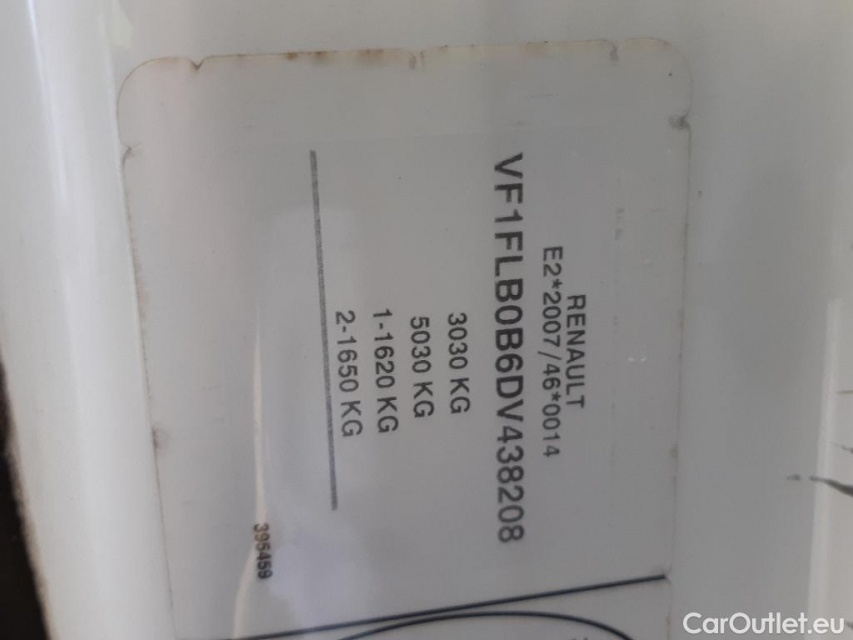 RENAULT
E2*2007/46*0014
VF1FLB0B6DV438208
3030 KG
5030 KG
1-1620 KG
2-1650 KG
395459
CarOutlet.eu